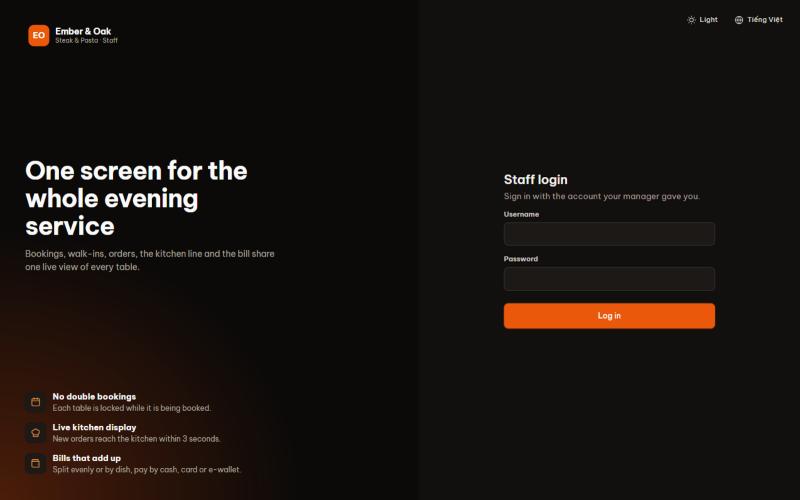 EO
Ember & Oak
Steak & Pasta · Staff
Light
Tiếng Việt
One screen for the
whole evening
service
Bookings, walk-ins, orders, the kitchen line and the bill share
one live view of every table.
No double bookings
Each table is locked while it is being booked.
Live kitchen display
New orders reach the kitchen within 3 seconds.
Bills that add up
Split evenly or by dish, pay by cash, card or e-wallet.
Staff login
Sign in with the account your manager gave you.
Username
Password
Log in